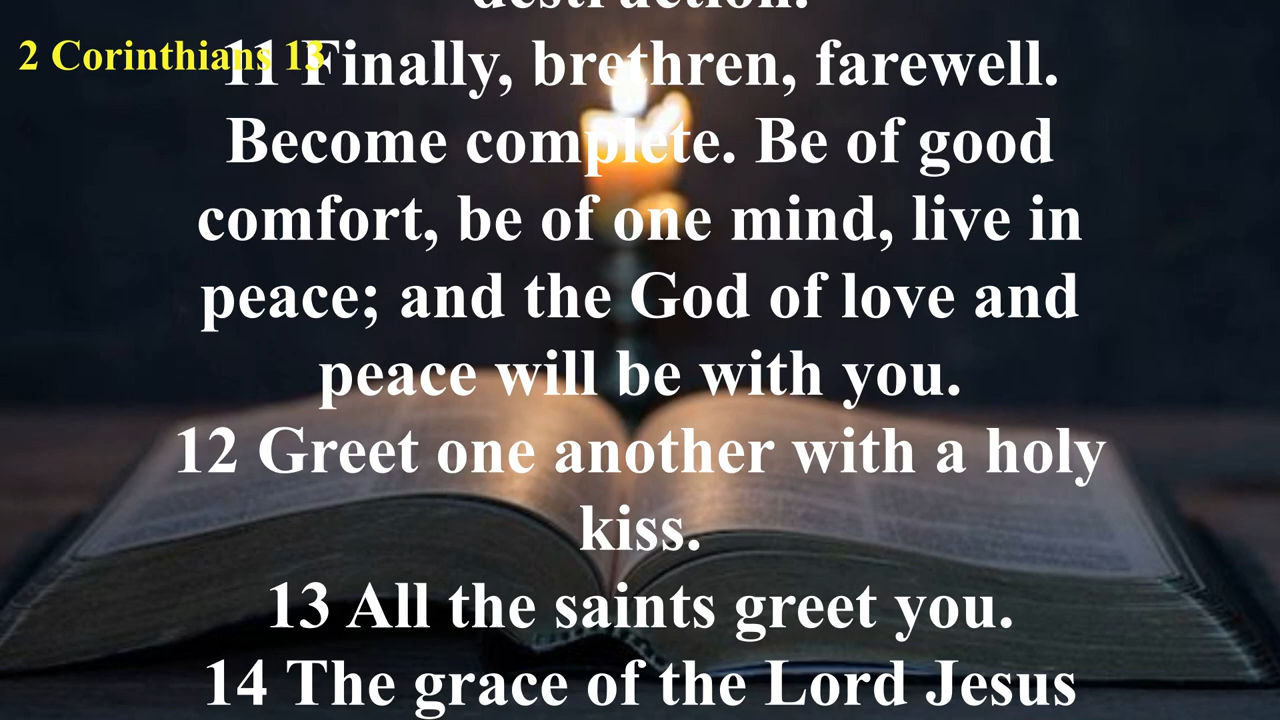 destruction.
2 Corinthians 13
11 Finally, brethren, farewell.
Become complete. Be of good
comfort, be of one mind, live in
peace; and the God of love and
peace will be with you.
12 Greet one another with a holy
kiss.
13 All the saints greet you.
14 The grace of the Lord Jesus